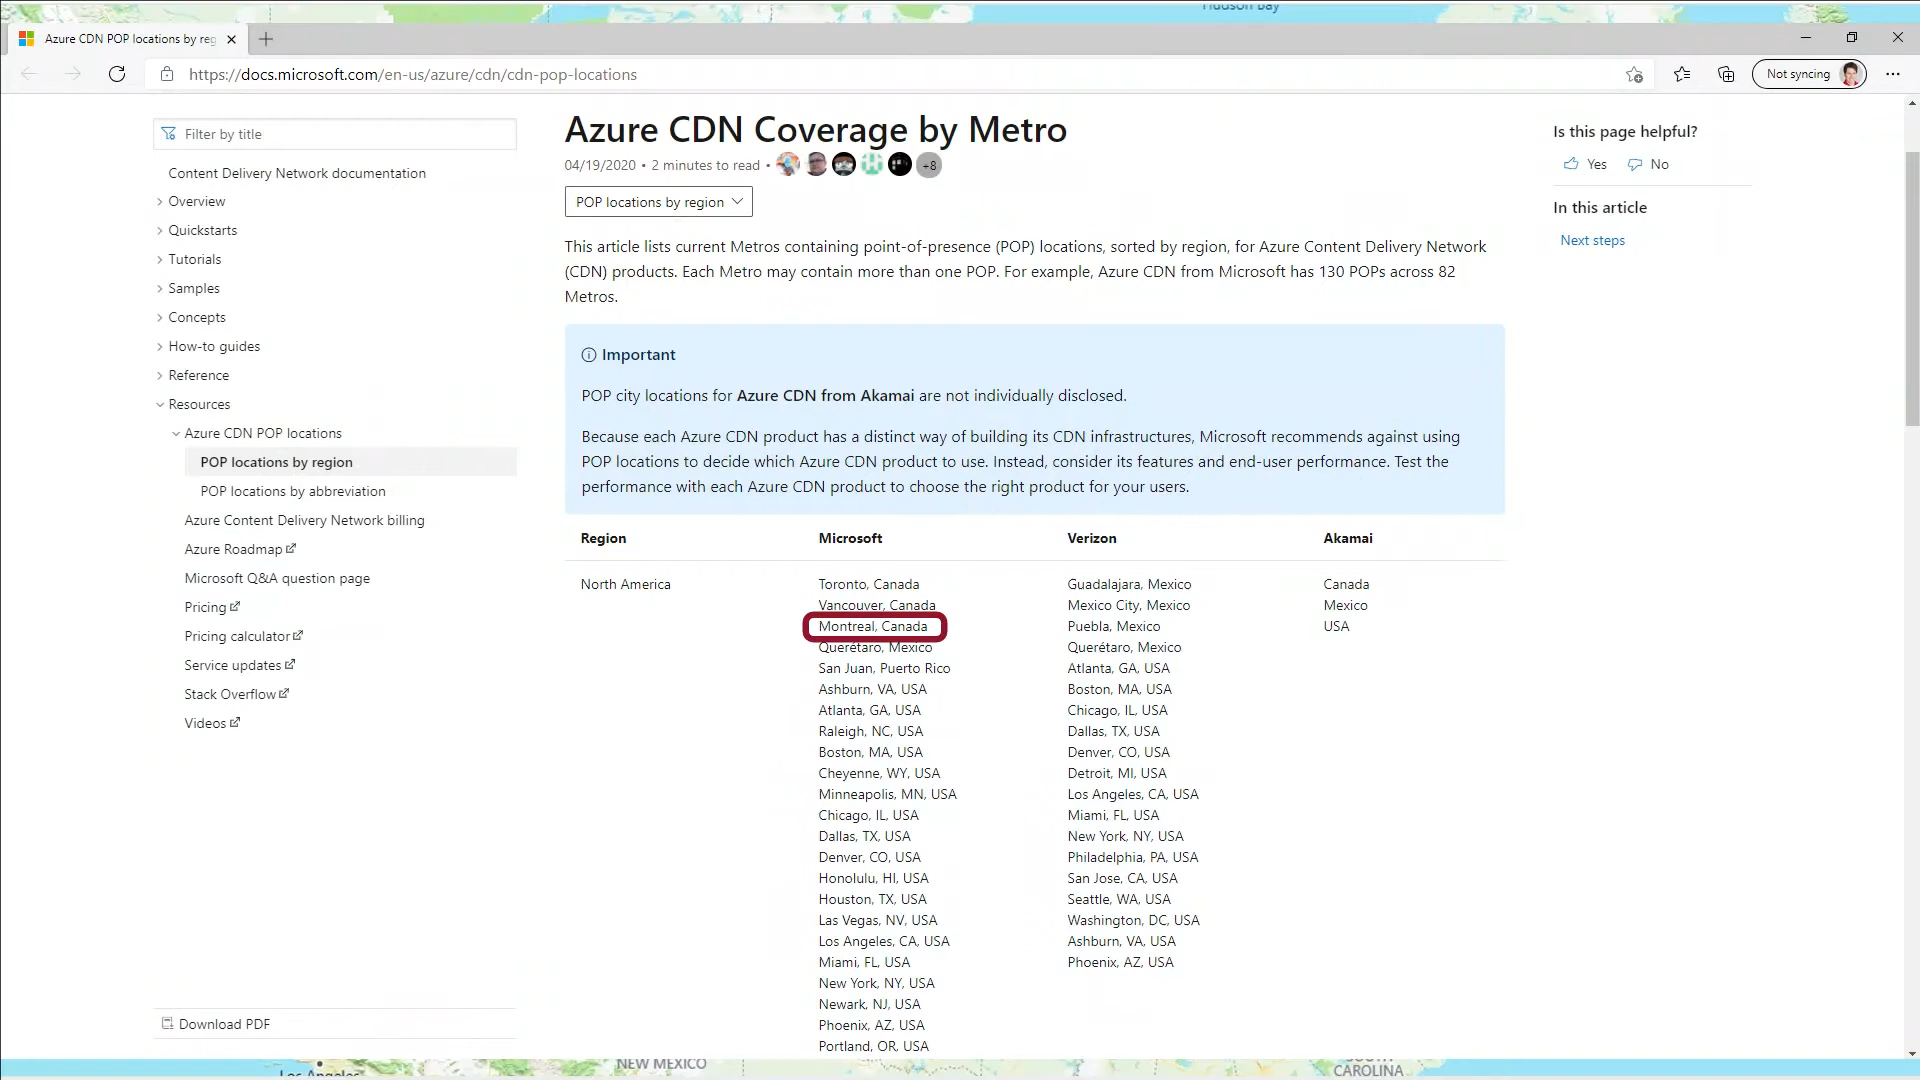 Hudson Bay
Azure CDN POP locations by reg
https://docs.microsoft.com/en-us/azure/cdn/cdn-pop-locations
Not syncing
Filter by title
Content Delivery Network documentation
Overview
Quickstarts
Tutorials
Samples
Concepts
How-to guides
Reference
Resources
Azure CDN POP locations
POP locations by region
POP locations by abbreviation
Azure Content Delivery Network billing
Azure Roadmap
Microsoft Q&A question page
Pricing
Pricing calculator
Service updates
Stack Overflow
Videos
Download PDF
Azure CDN Coverage by Metro
04/19/2020 • 2 minutes to read • +8
POP locations by region
This article lists current Metros containing point-of-presence (POP) locations, sorted by region, for Azure Content Delivery Network
(CDN) products. Each Metro may contain more than one POP. For example, Azure CDN from Microsoft has 130 POPs across 82
Metros.
Important
POP city locations for Azure CDN from Akamai are not individually disclosed.
Because each Azure CDN product has a distinct way of building its CDN infrastructures, Microsoft recommends against using
POP locations to decide which Azure CDN product to use. Instead, consider its features and end-user performance. Test the
performance with each Azure CDN product to choose the right product for your users.
Region Microsoft Verizon Akamai
North America Toronto, Canada Guadalajara, Mexico Canada
Vancouver, Canada Mexico City, Mexico Mexico
Montreal, Canada Puebla, Mexico USA
Querétaro, Mexico Querétaro, Mexico
San Juan, Puerto Rico Atlanta, GA, USA
Ashburn, VA, USA Boston, MA, USA
Atlanta, GA, USA Chicago, IL, USA
Raleigh, NC, USA Dallas, TX, USA
Boston, MA, USA Denver, CO, USA
Cheyenne, WY, USA Detroit, MI, USA
Minneapolis, MN, USA Los Angeles, CA, USA
Chicago, IL, USA Miami, FL, USA
Dallas, TX, USA New York, NY, USA
Denver, CO, USA Philadelphia, PA, USA
Honolulu, HI, USA San Jose, CA, USA
Houston, TX, USA Seattle, WA, USA
Las Vegas, NV, USA Washington, DC, USA
Los Angeles, CA, USA Ashburn, VA, USA
Miami, FL, USA Phoenix, AZ, USA
New York, NY, USA
Newark, NJ, USA
Phoenix, AZ, USA
Portland, OR, USA
Is this page helpful?
Yes No
In this article
Next steps
Los Angeles
NEW MEXICO
SOUTH
CAROLINA